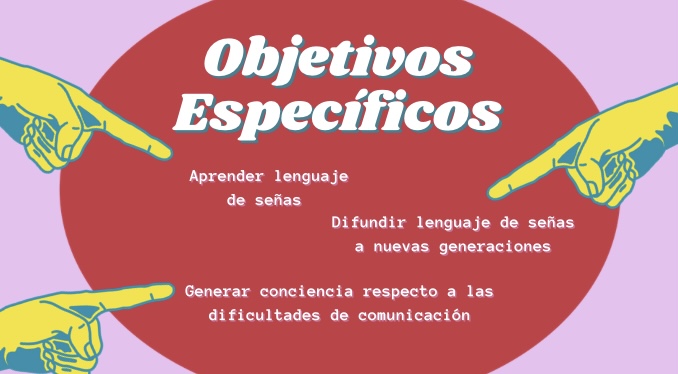 Objetivos
Específicos
Aprender lenguaje
de señas
Difundir lenguaje de señas
a nuevas generaciones
Generar conciencia respecto a las
dificultades de comunicación